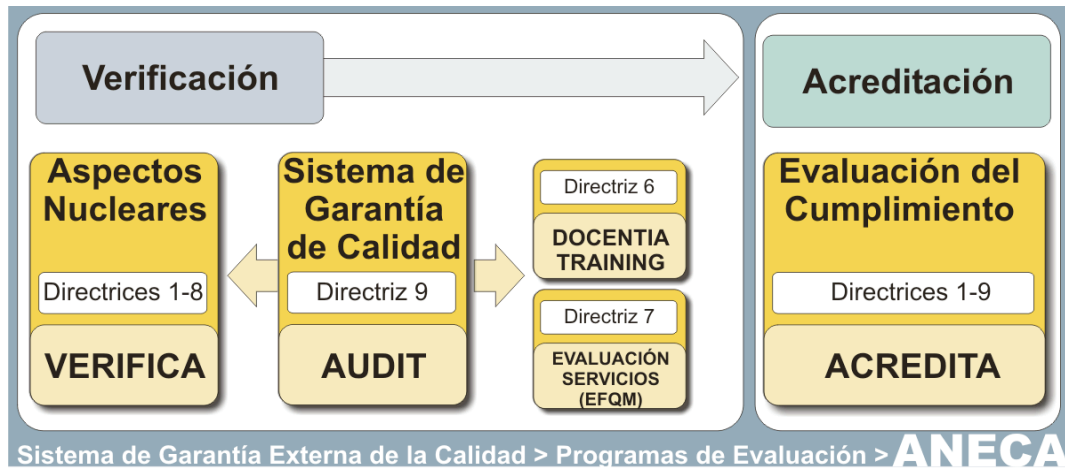 Verificación
Acreditación
Aspectos
Nucleares
Directrices 1-8
VERIFICA
Sistema de
Garantía
de Calidad
Directriz 9
AUDIT
Directriz 6
DOCENTIA
TRAINING
Directriz 7
EVALUACIÓN
SERVICIOS
(EFQM)
Evaluación del
Cumplimiento
Directrices 1-9
ACREDITA
Sistema de Garantía Externa de la Calidad > Programas de Evaluación > ANECA